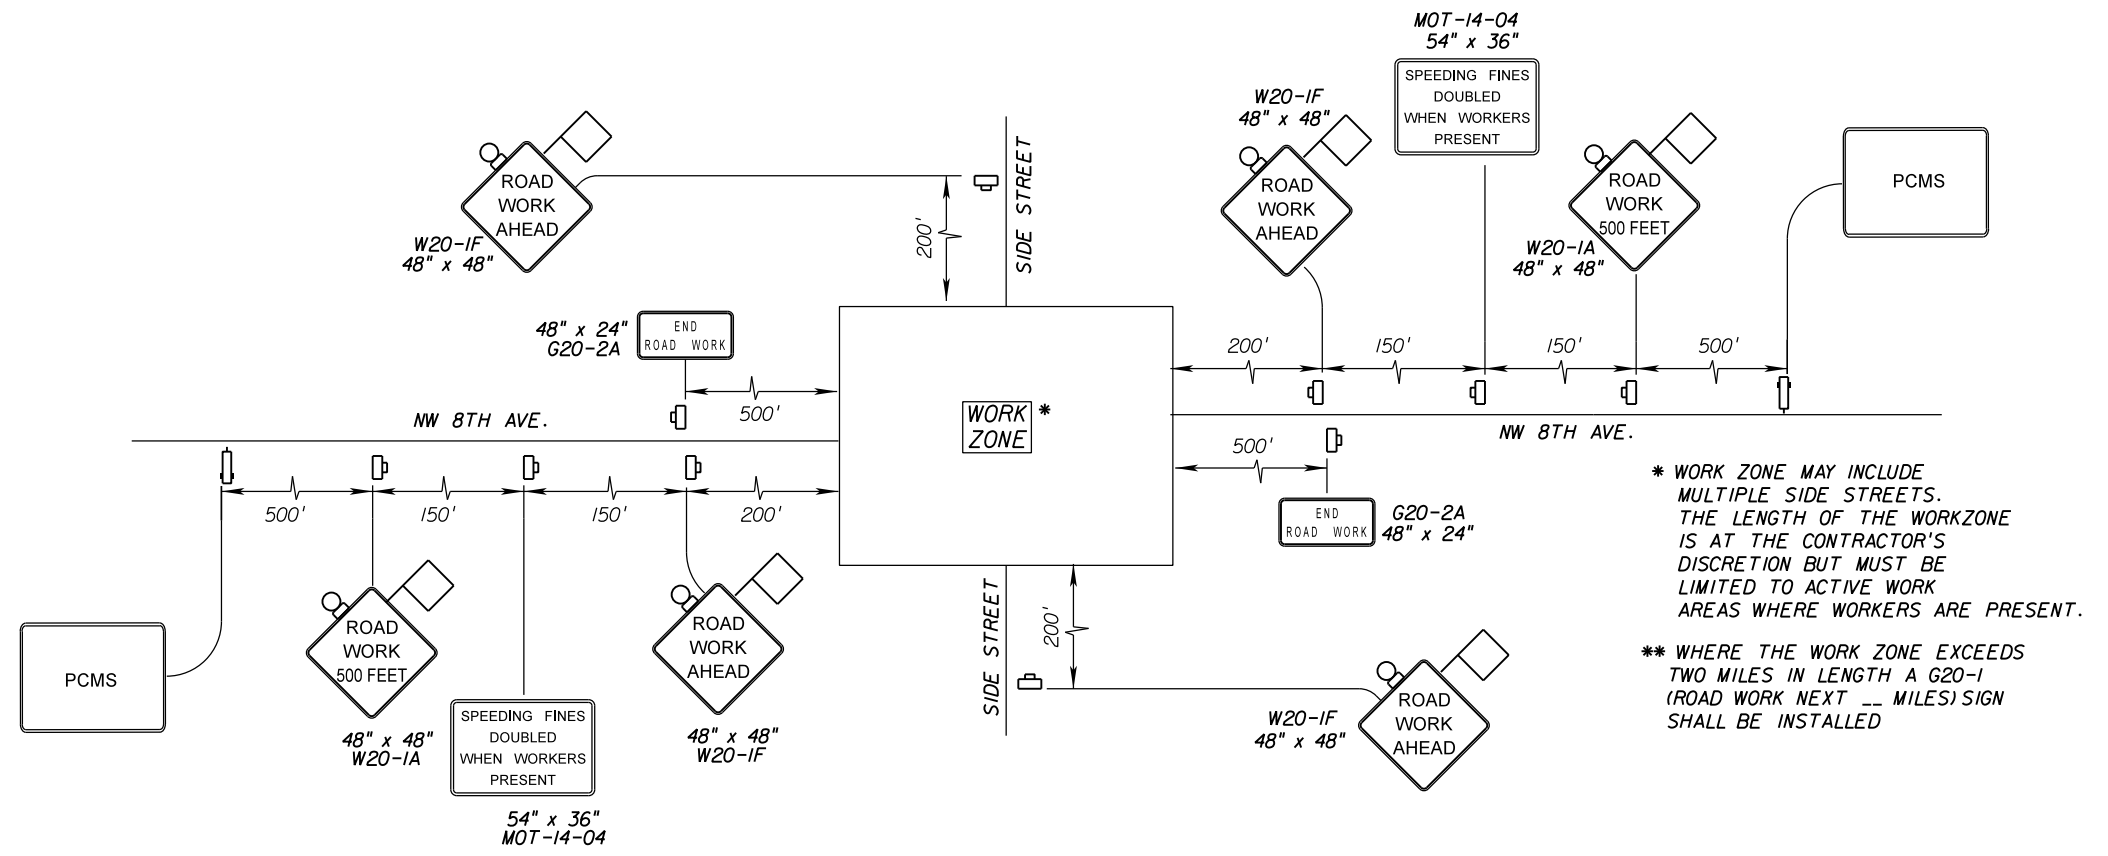 MOT-14-04
54" x 36"
SPEEDING FINES
DOUBLED
WHEN WORKERS
PRESENT
W20-1F
48" x 48"
ROAD
WORK
AHEAD
W20-1F
48" x 48"
SIDE STREET
200'
ROAD
WORK
AHEAD
ROAD
WORK
500 FEET
W20-1A
48" x 48"
PCMS
48" x 24"
G20-2A
END
ROAD WORK
500'
200'
150'
150'
500'
NW 8TH AVE.
WORK
ZONE
*
NW 8TH AVE.
500'
150'
150'
200'
500'
END
ROAD WORK
G20-2A
48" x 24"
* WORK ZONE MAY INCLUDE
MULTIPLE SIDE STREETS.
THE LENGTH OF THE WORKZONE
IS AT THE CONTRACTOR'S
DISCRETION BUT MUST BE
LIMITED TO ACTIVE WORK
AREAS WHERE WORKERS ARE PRESENT.
** WHERE THE WORK ZONE EXCEEDS
TWO MILES IN LENGTH A G20-1
(ROAD WORK NEXT __ MILES) SIGN
SHALL BE INSTALLED
PCMS
ROAD
WORK
500 FEET
48" x 48"
W20-1A
SPEEDING FINES
DOUBLED
WHEN WORKERS
PRESENT
54" x 36"
MOT-14-04
ROAD
WORK
AHEAD
48" x 48"
W20-1F
SIDE STREET
200'
W20-1F
48" x 48"
ROAD
WORK
AHEAD